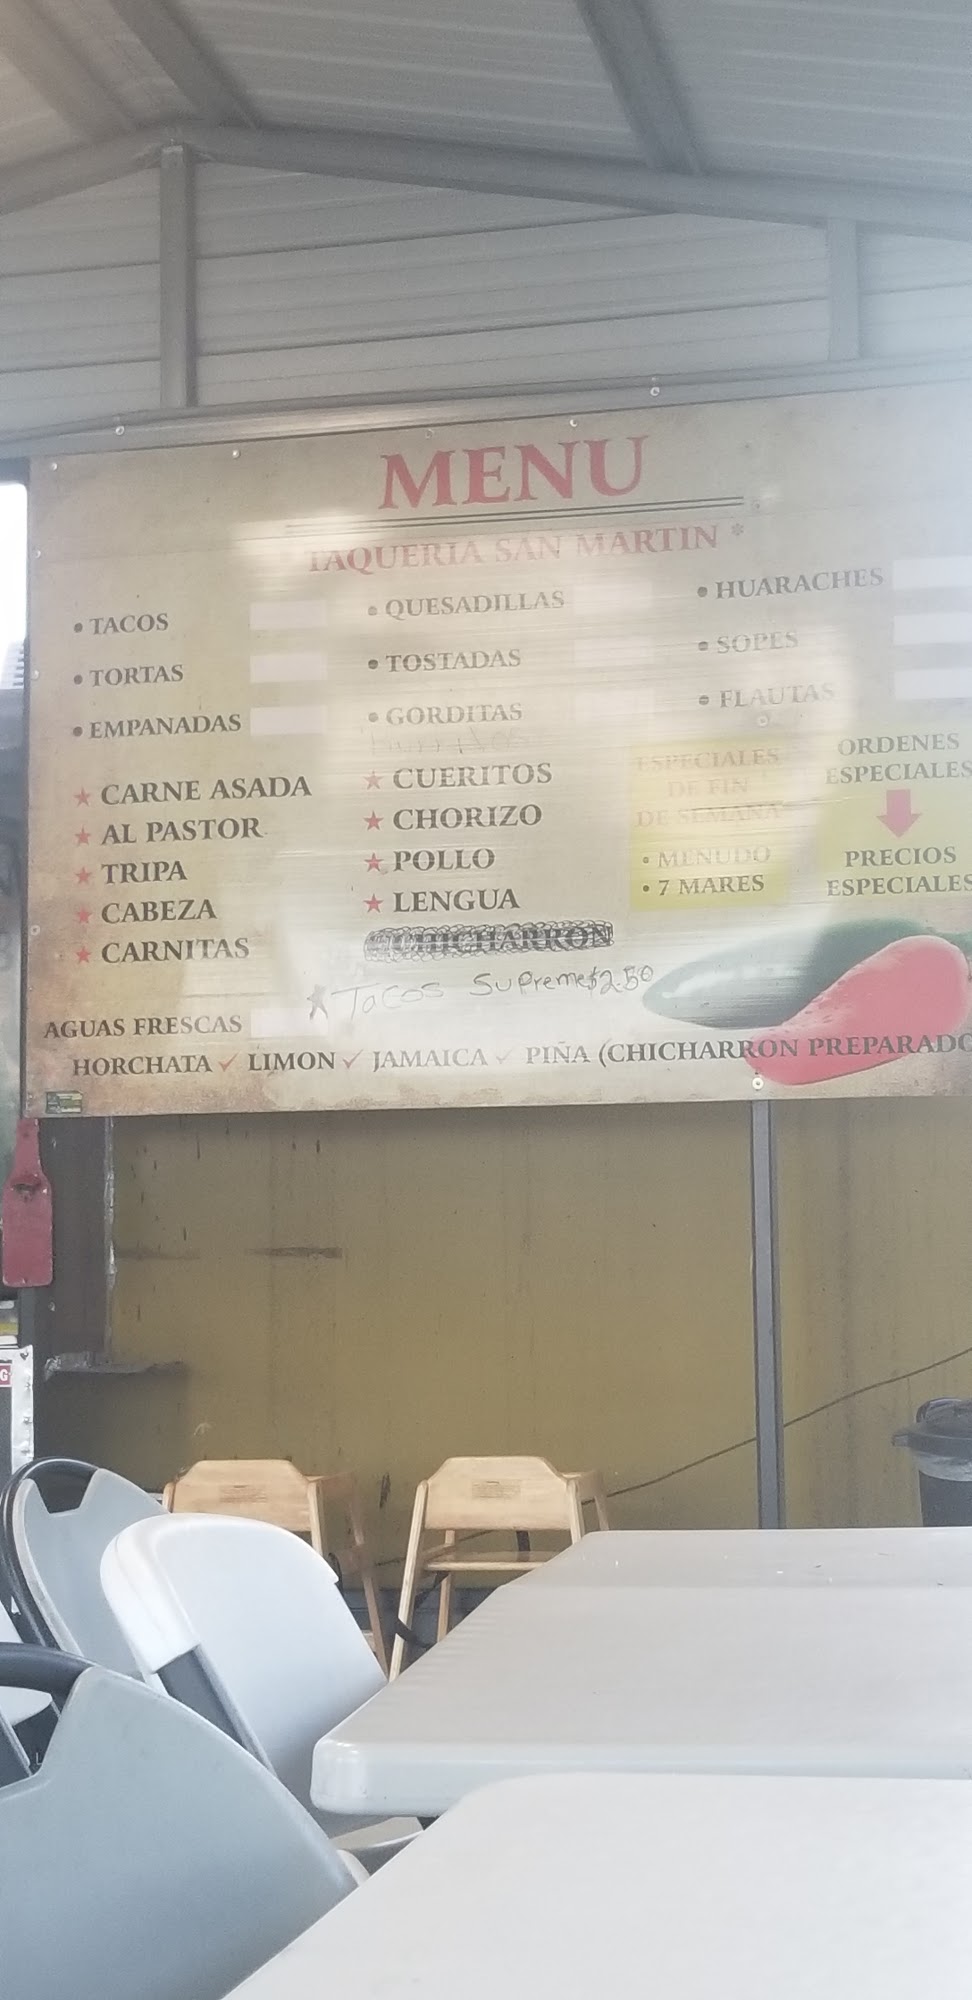 MENU
TAQUERIA SAN MARTIN *
• TACOS
• TORTAS
• EMPANADAS
• QUESADILLAS
• TOSTADAS
• GORDITAS
• HUARACHES
• SOPES
• FLAUTAS
★ CARNE ASADA
★ AL PASTOR
★ TRIPA
★ CABEZA
★ CARNITAS
★ CUERITOS
★ CHORIZO
★ POLLO
★ LENGUA
CHICHARRON
★ Tacos Supreme $2.50
ESPECIALES
DE FIN
DE SEMANA
• MENUDO
• 7 MARES
ORDENES
ESPECIALES
PRECIOS
ESPECIALES
AGUAS FRESCAS
HORCHATA ✓ LIMON ✓ JAMAICA ✓ PIÑA (CHICHARRON PREPARADO